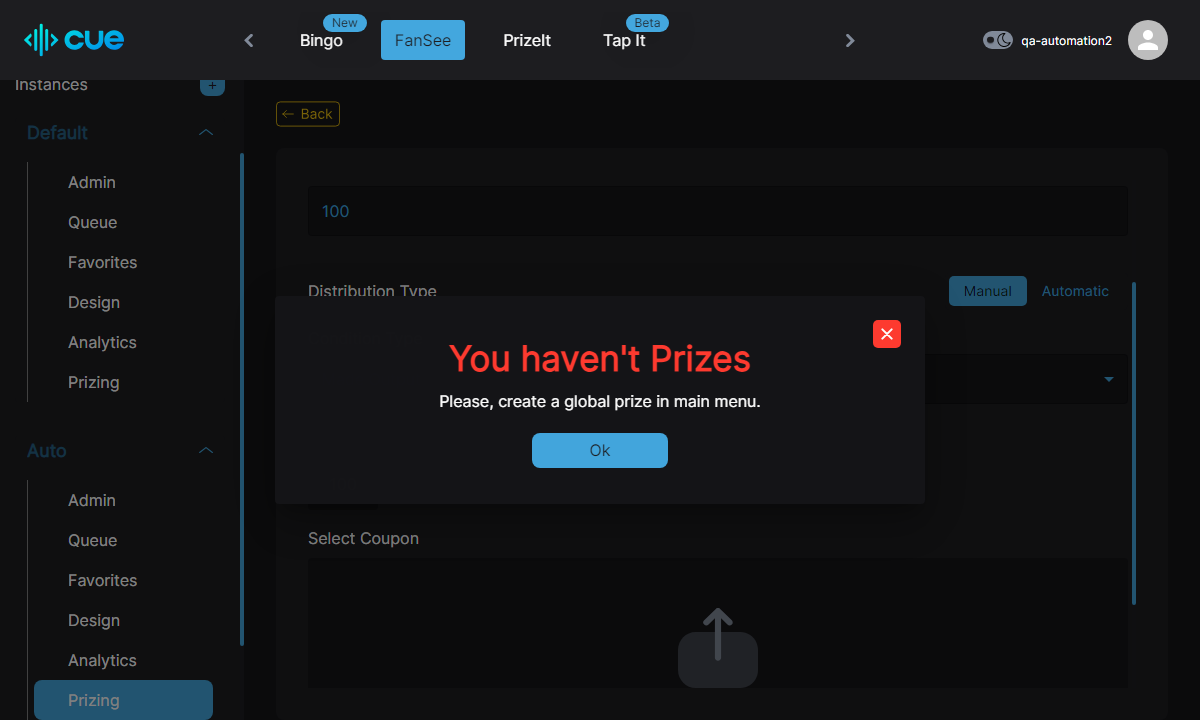 cue
Bingo
New
FanSee
PrizeIt
Tap It
Beta
qa-automation2
Instances
+
Default
Admin
Queue
Favorites
Design
Analytics
Prizing
Auto
Admin
Queue
Favorites
Design
Analytics
Prizing
← Back
100
Distribution Type
Manual
Automatic
You haven't Prizes
Please, create a global prize in main menu.
Ok
Select Coupon